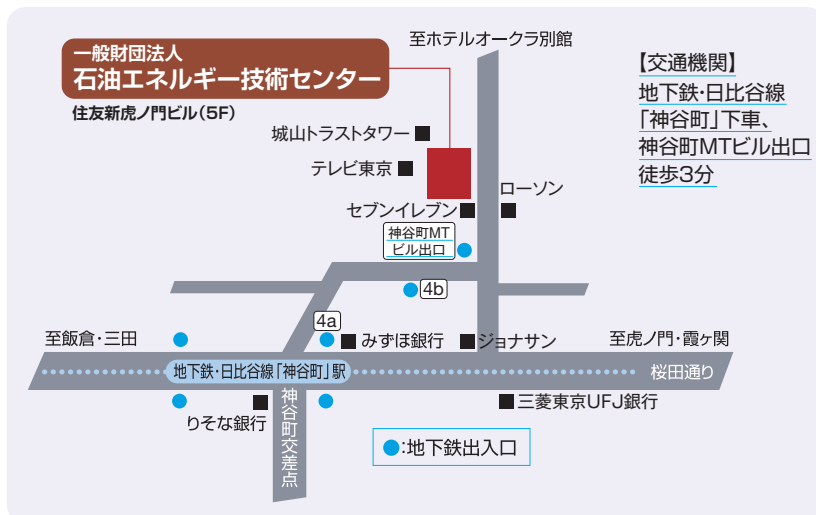 至ホテルオークラ別館
一般財団法人
石油エネルギー技術センター
住友新虎ノ門ビル(5F)
【交通機関】
地下鉄・日比谷線
「神谷町」下車、
神谷町MTビル出口
徒歩3分
城山トラストタワー
テレビ東京
ローソン
セブンイレブン
神谷町MT
ビル出口
4b
4a
至飯倉・三田
みずほ銀行
ジョナサン
至虎ノ門・霞ヶ関
地下鉄・日比谷線「神谷町」駅
桜田通り
りそな銀行
神谷町交差点
三菱東京UFJ銀行
:地下鉄出入口